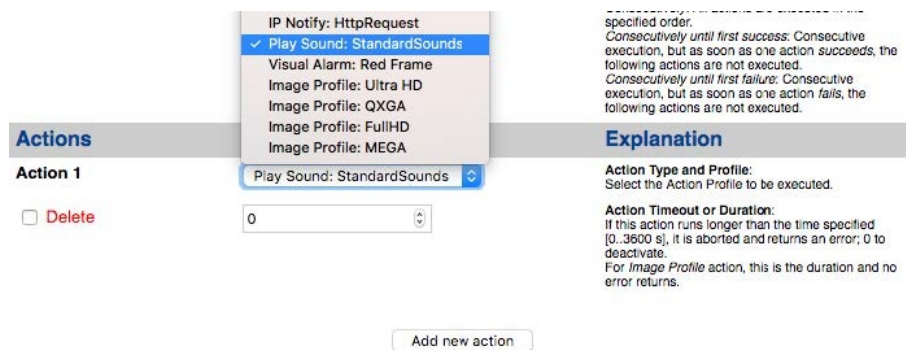 IP Notify: HttpRequest
✓ Play Sound: StandardSounds
Visual Alarm: Red Frame
Image Profile: Ultra HD
Image Profile: QXGA
Image Profile: FullHD
Image Profile: MEGA
specified order.
Consecutively until first success: Consecutive
execution, but as soon as one action succeeds, the
following actions are not executed.
Consecutively until first failure: Consecutive
execution, but as soon as one action fails, the
following actions are not executed.
Actions
Explanation
Action 1
Play Sound: StandardSounds
Action Type and Profile:
Select the Action Profile to be executed.
Delete
0
Action Timeout or Duration:
If this action runs longer than the time specified
[0..3600 s], it is aborted and returns an error; 0 to
deactivate.
For Image Profile action, this is the duration and no
error returns.
Add new action